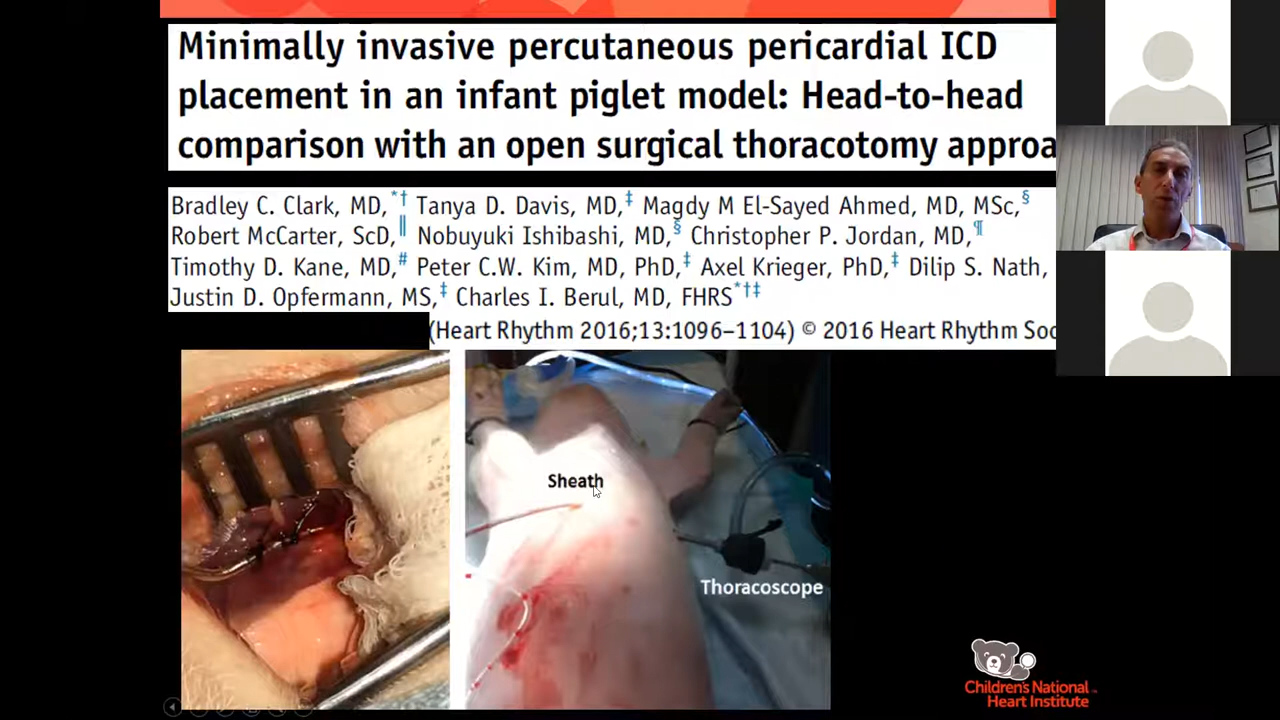 Minimally invasive percutaneous pericardial ICD
placement in an infant piglet model: Head-to-head
comparison with an open surgical thoracotomy approa
Bradley C. Clark, MD,*† Tanya D. Davis, MD,‡ Magdy M El-Sayed Ahmed, MD, MSc,§
Robert McCarter, ScD,‖ Nobuyuki Ishibashi, MD,§ Christopher P. Jordan, MD,¶
Timothy D. Kane, MD,# Peter C.W. Kim, MD, PhD,‡ Axel Krieger, PhD,‡ Dilip S. Nath,
Justin D. Opfermann, MS,‡ Charles I. Berul, MD, FHRS*†‡
(Heart Rhythm 2016;13:1096–1104) © 2016 Heart Rhythm Soc
Sheath
Thoracoscope
Children's National™
Heart Institute